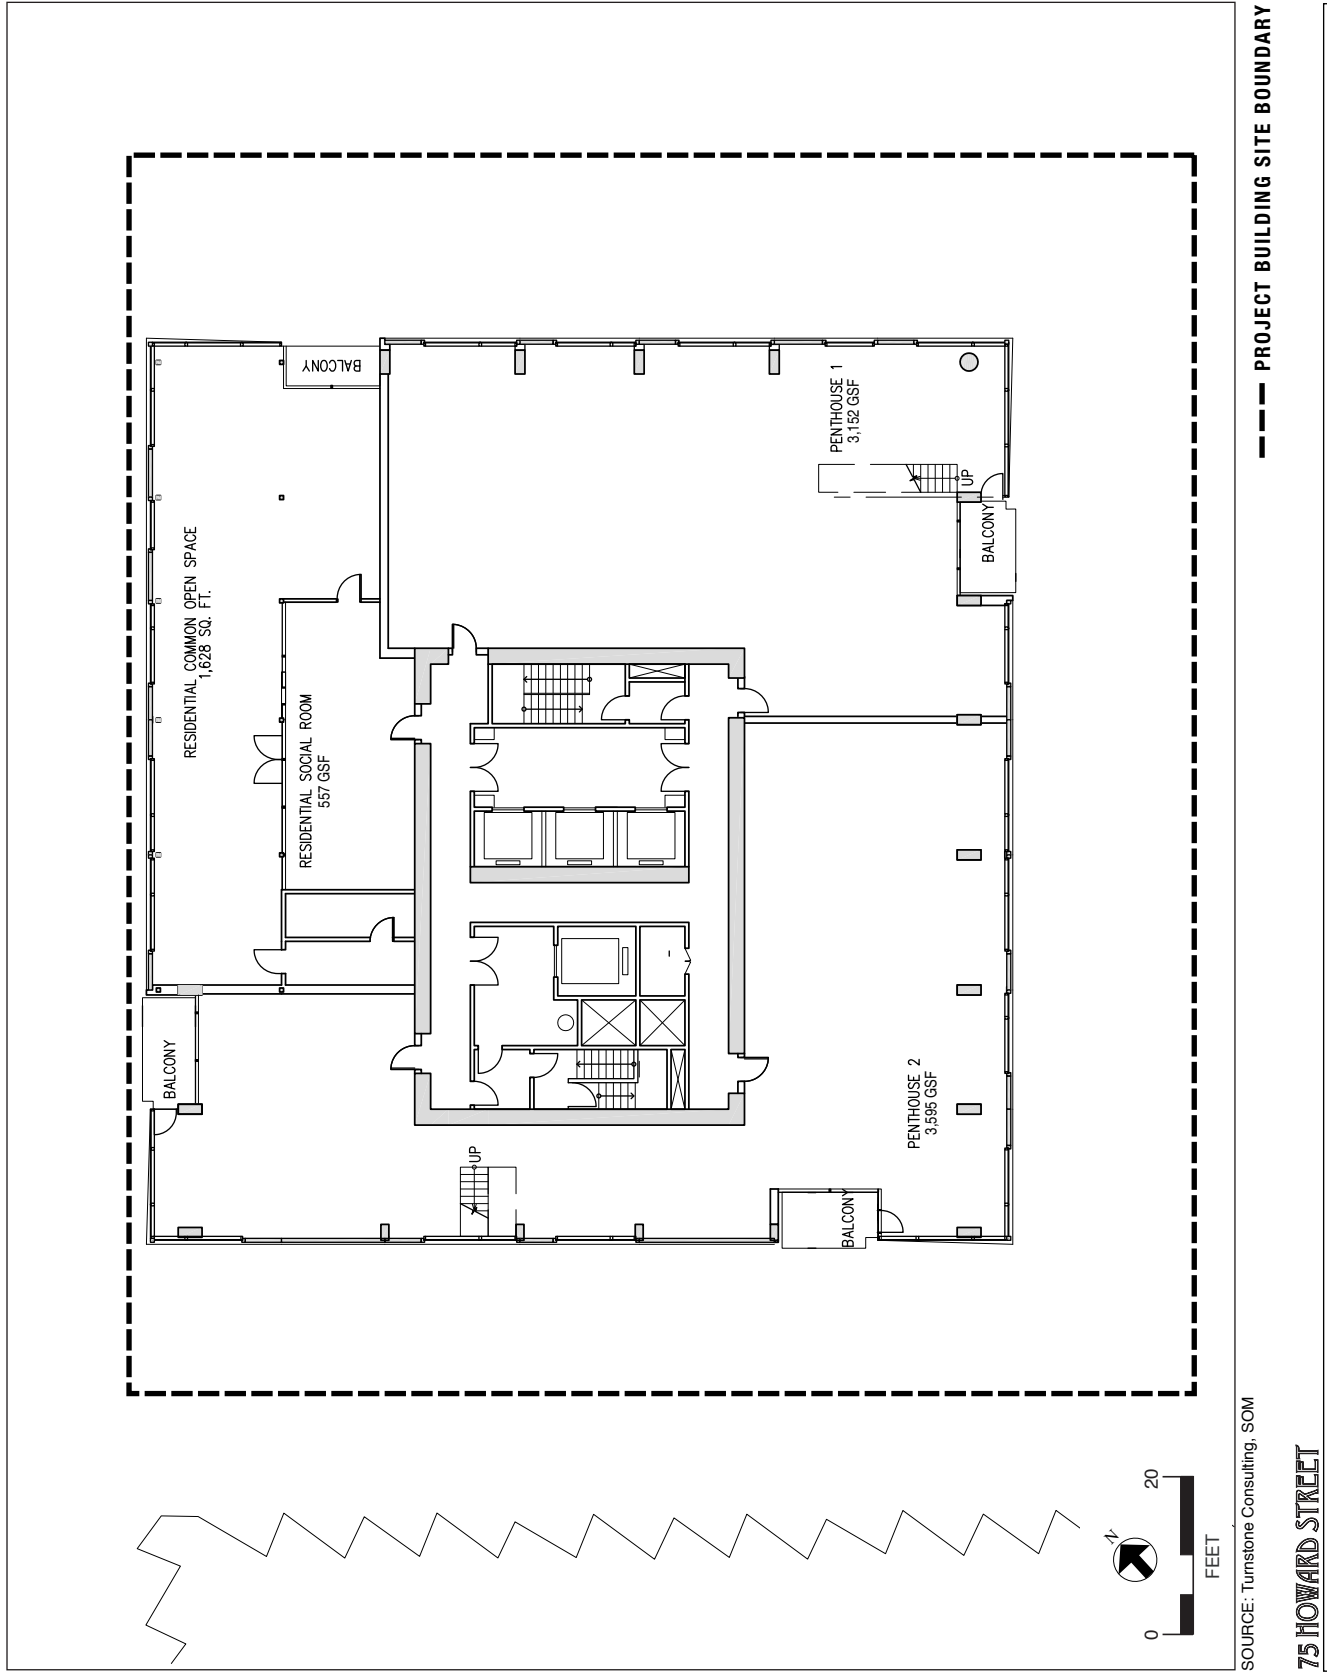 BALCONY
RESIDENTIAL COMMON OPEN SPACE
1,628 SQ. FT.
RESIDENTIAL SOCIAL ROOM
557 GSF
BALCONY
PENTHOUSE 1
3,152 GSF
UP
BALCONY
UP
BALCONY
PENTHOUSE 2
3,595 GSF
N
0
20
FEET
SOURCE: Turnstone Consulting, SOM
PROJECT BUILDING SITE BOUNDARY
75 HOWARD STREET